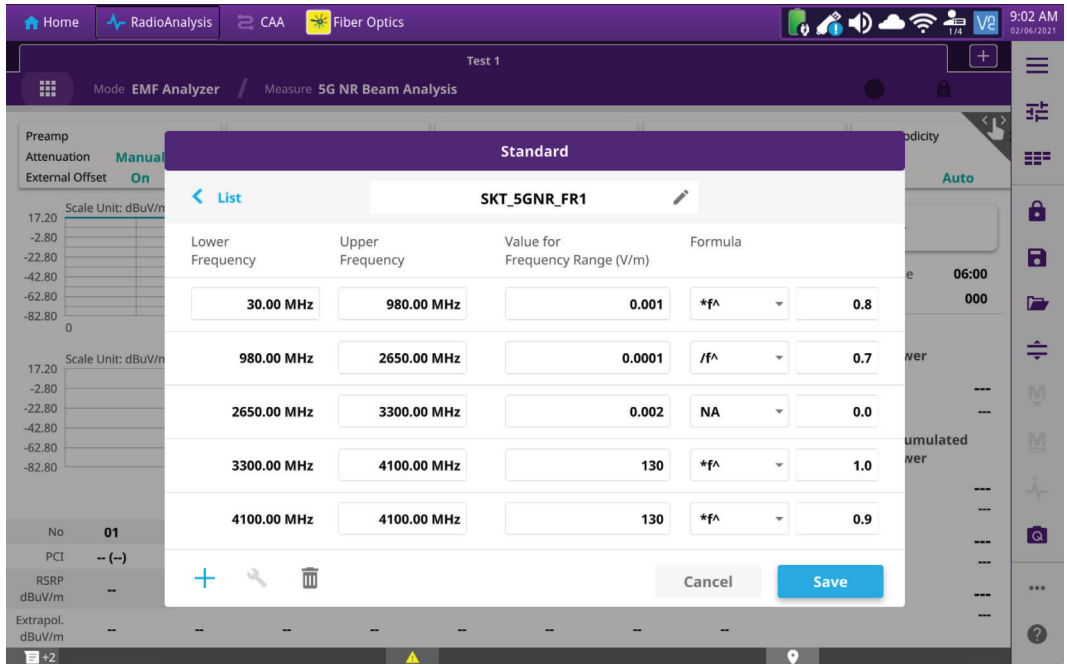 Home RadioAnalysis CAA Fiber Optics 1/4 9:02 AM
02/06/2021
Test 1
Mode EMF Analyzer / Measure 5G NR Beam Analysis
Preamp
Attenuation Manual
External Offset On
odicity
Auto
Standard
List SKT_5GNR_FR1
Lower Frequency Upper Frequency Value for Frequency Range (V/m) Formula
30.00 MHz 980.00 MHz 0.001 *f^ 0.8
980.00 MHz 2650.00 MHz 0.0001 /f^ 0.7
2650.00 MHz 3300.00 MHz 0.002 NA 0.0
3300.00 MHz 4100.00 MHz 130 *f^ 1.0
4100.00 MHz 4100.00 MHz 130 *f^ 0.9
Cancel Save
Scale Unit: dBuV/m
17.20
-2.80
-22.80
-42.80
-62.80
-82.80
0
Scale Unit: dBuV/m
17.20
-2.80
-22.80
-42.80
-62.80
-82.80
e 06:00
000
wer
---
---
umulated
wer
---
---
---
---
---
---
No 01
PCI -- (--)
RSRP
dBuV/m --
Extrapol.
dBuV/m -- -- -- -- -- -- -- --
+2
M
M